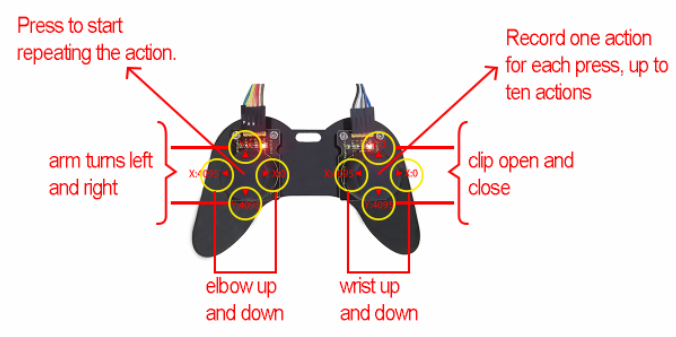 Press to start
repeating the action.
Record one action
for each press, up to
ten actions
arm turns left
and right
clip open and
close
X:4095
X:0
X:4095
X:0
X:4095
elbow up
and down
wrist up
and down